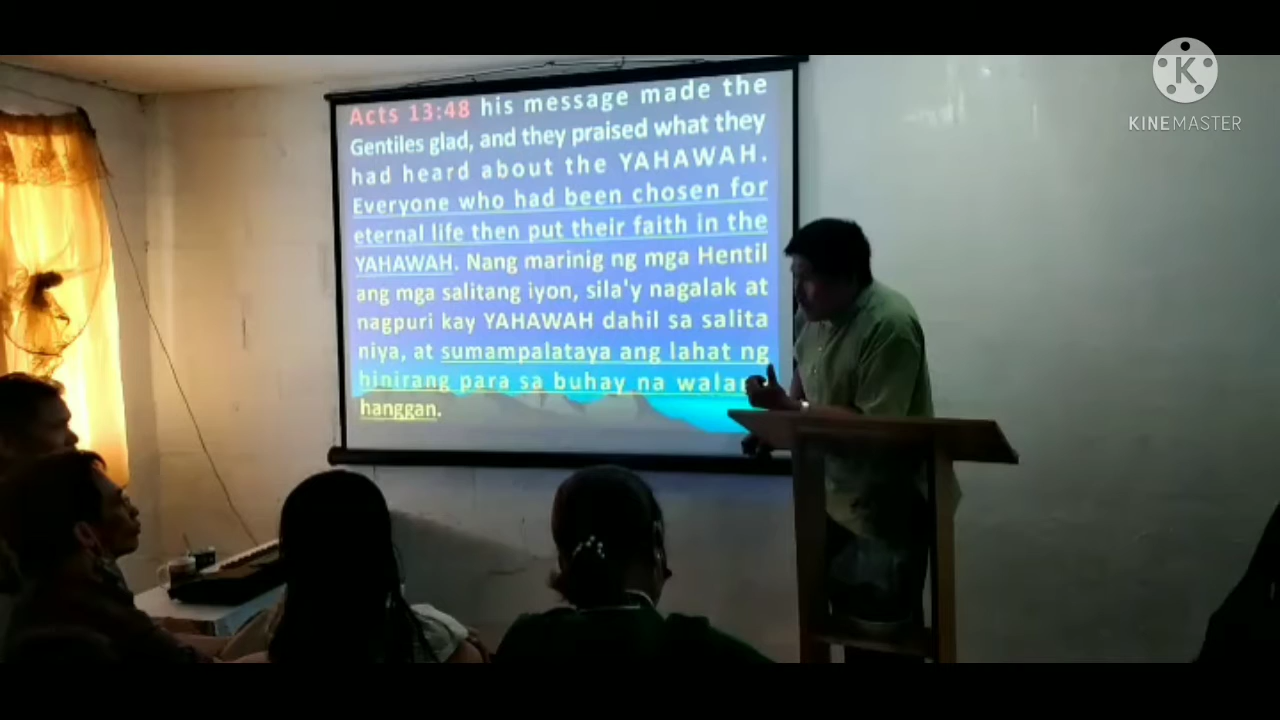 Acts 13:48 his message made the
Gentiles glad, and they praised what they
had heard about the YAHAWAH.
Everyone who had been chosen for
eternal life then put their faith in the
YAHAWAH. Nang marinig ng mga Hentil
ang mga salitang iyon, sila'y nagalak at
nagpuri kay YAHAWAH dahil sa salita
niya, at sumampalataya ang lahat ng
hinirang para sa buhay na walan
hanggan.
K
KINEMASTER